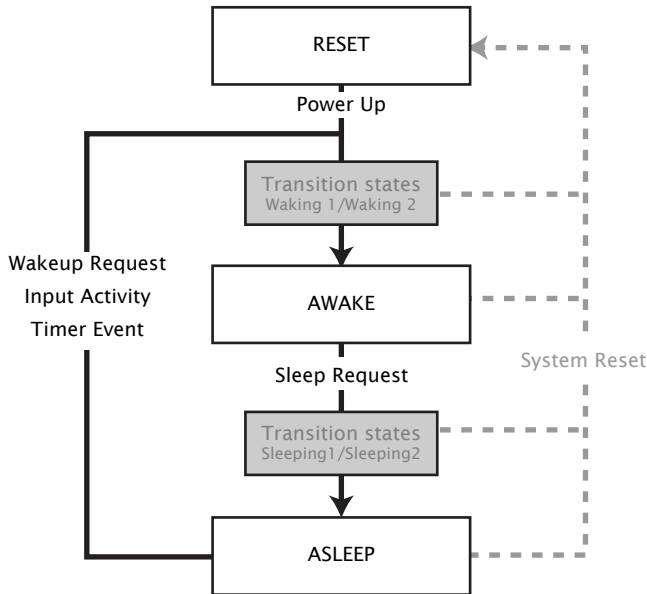 RESET
Power Up
Transition states
Waking 1/Waking 2
Wakeup Request
Input Activity
Timer Event
AWAKE
System Reset
Sleep Request
Transition states
Sleeping1/Sleeping2
ASLEEP